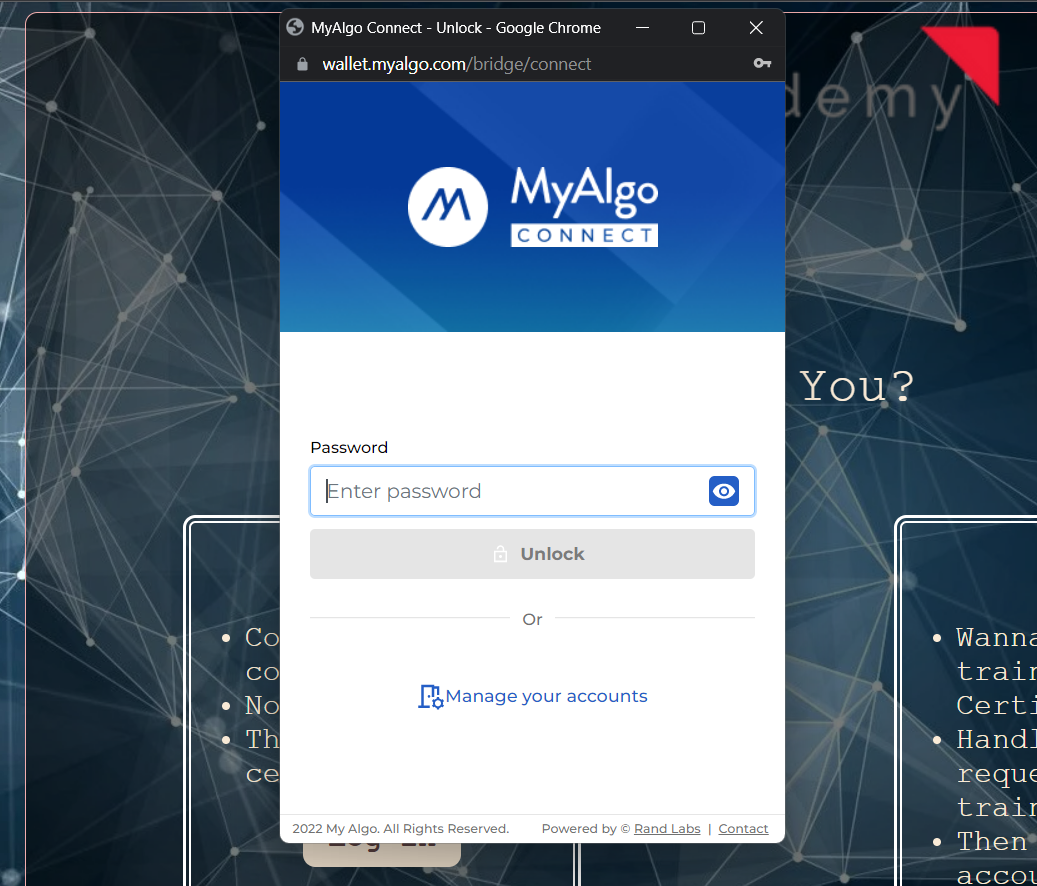 MyAlgo Connect - Unlock - Google Chrome
wallet.myalgo.com/bridge/connect
demy
MyAlgo
CONNECT
You?
Password
Enter password
Unlock
Or
Manage your accounts
Co
co
No
Th
ce
Wanna
train
Certi
Handl
reque
train
Then
accou
2022 My Algo. All Rights Reserved.
Powered by © Rand Labs | Contact